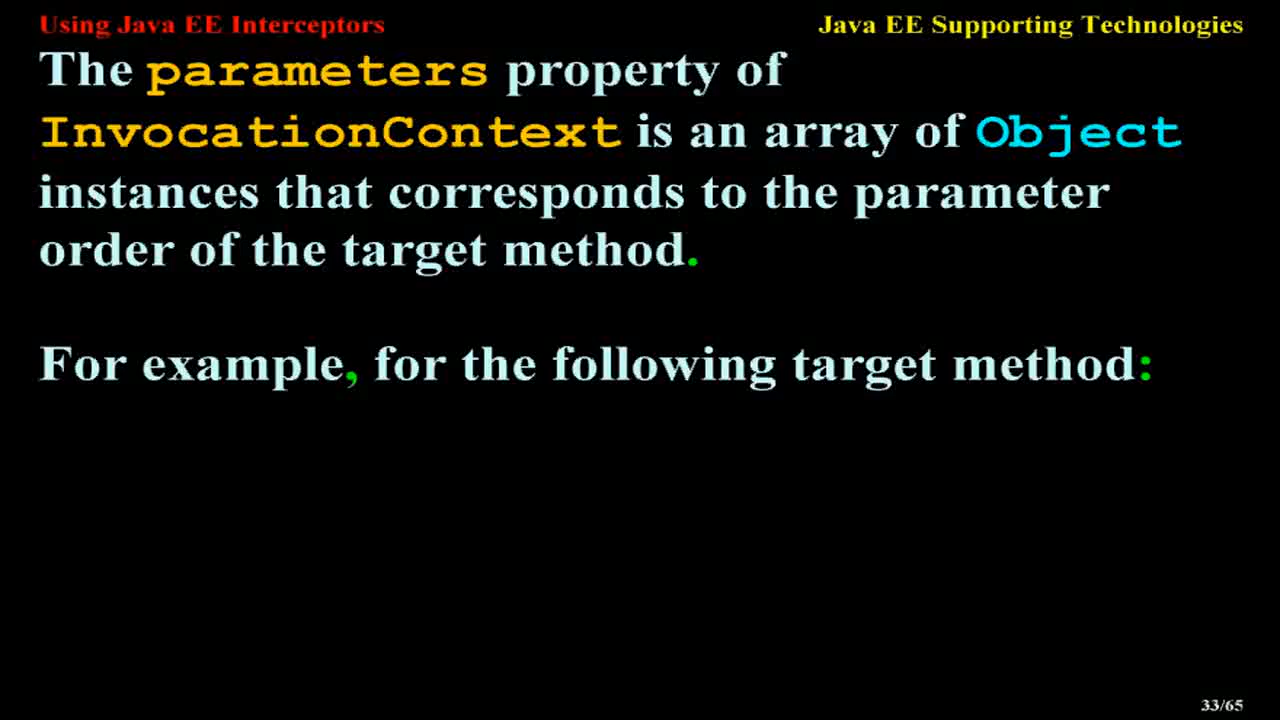 Using Java EE Interceptors
Java EE Supporting Technologies
The parameters property of
InvocationContext is an array of Object
instances that corresponds to the parameter
order of the target method.
For example, for the following target method:
33/65